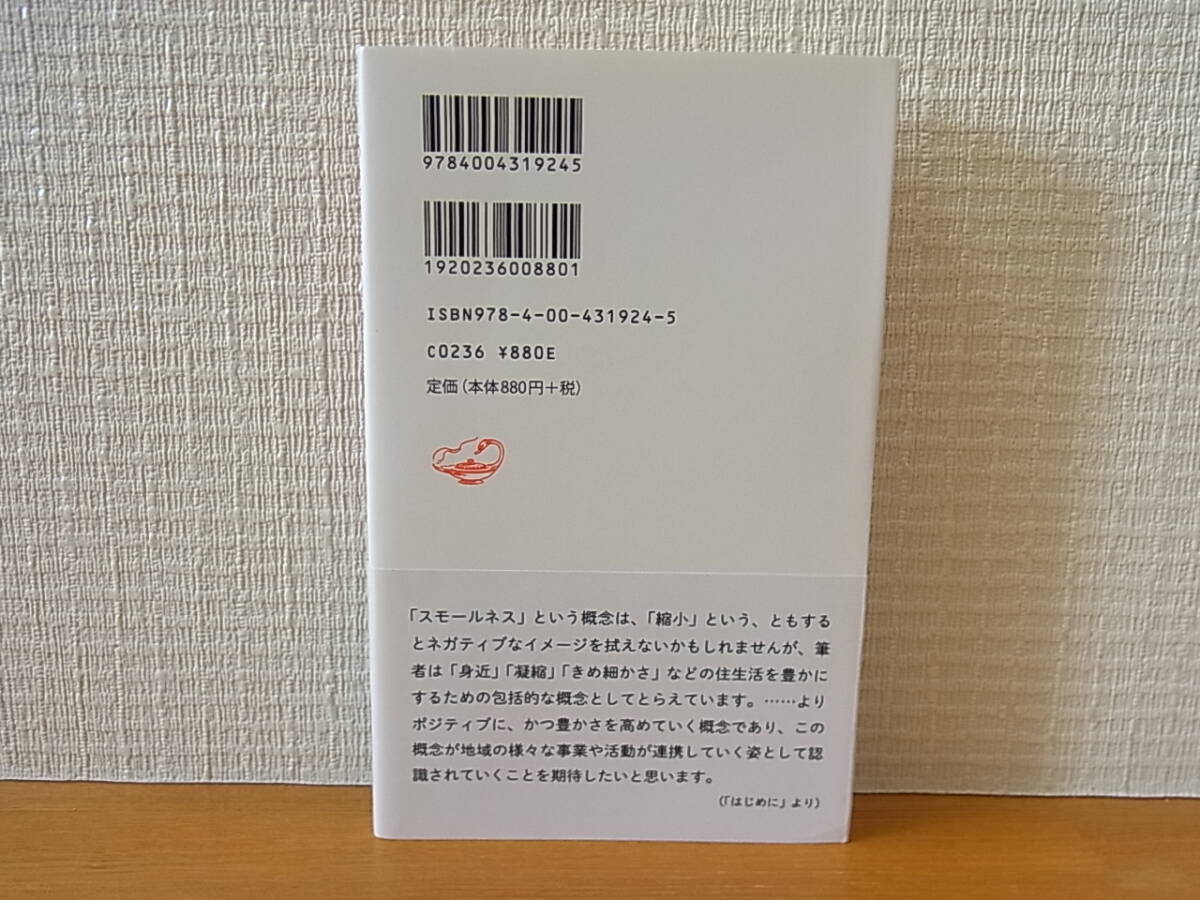 9784004319245
1920236008801
ISBN978-4-00-431924-5
C0236 ¥880E
定価(本体880円+税)
「スモールネス」という概念は、「縮小」という、ともする
とネガティブなイメージを拭えないかもしれませんが、筆
者は「身近」「凝縮」「きめ細かさ」などの住生活を豊かに
するための包括的な概念としてとらえています。……より
ポジティブに、かつ豊かさを高めていく概念であり、この
概念が地域の様々な事業や活動が連携していく姿として認
識されていくことを期待したいと思います。
(「はじめに」より)